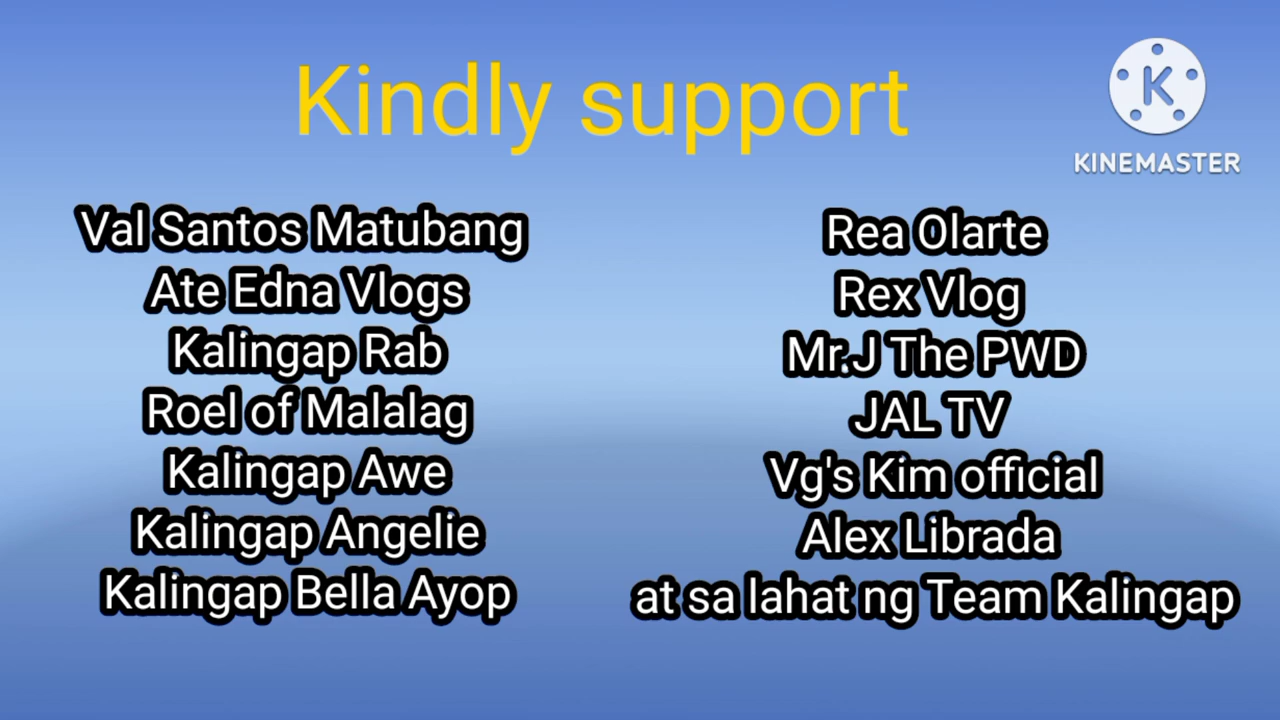 Kindly support
K
KINEMASTER
Val Santos Matubang
Ate Edna Vlogs
Kalingap Rab
Roel of Malalag
Kalingap Awe
Kalingap Angelie
Kalingap Bella Ayop
Rea Olarte
Rex Vlog
Mr.J The PWD
JAL TV
Vg's Kim official
Alex Librada
at sa lahat ng Team Kalingap